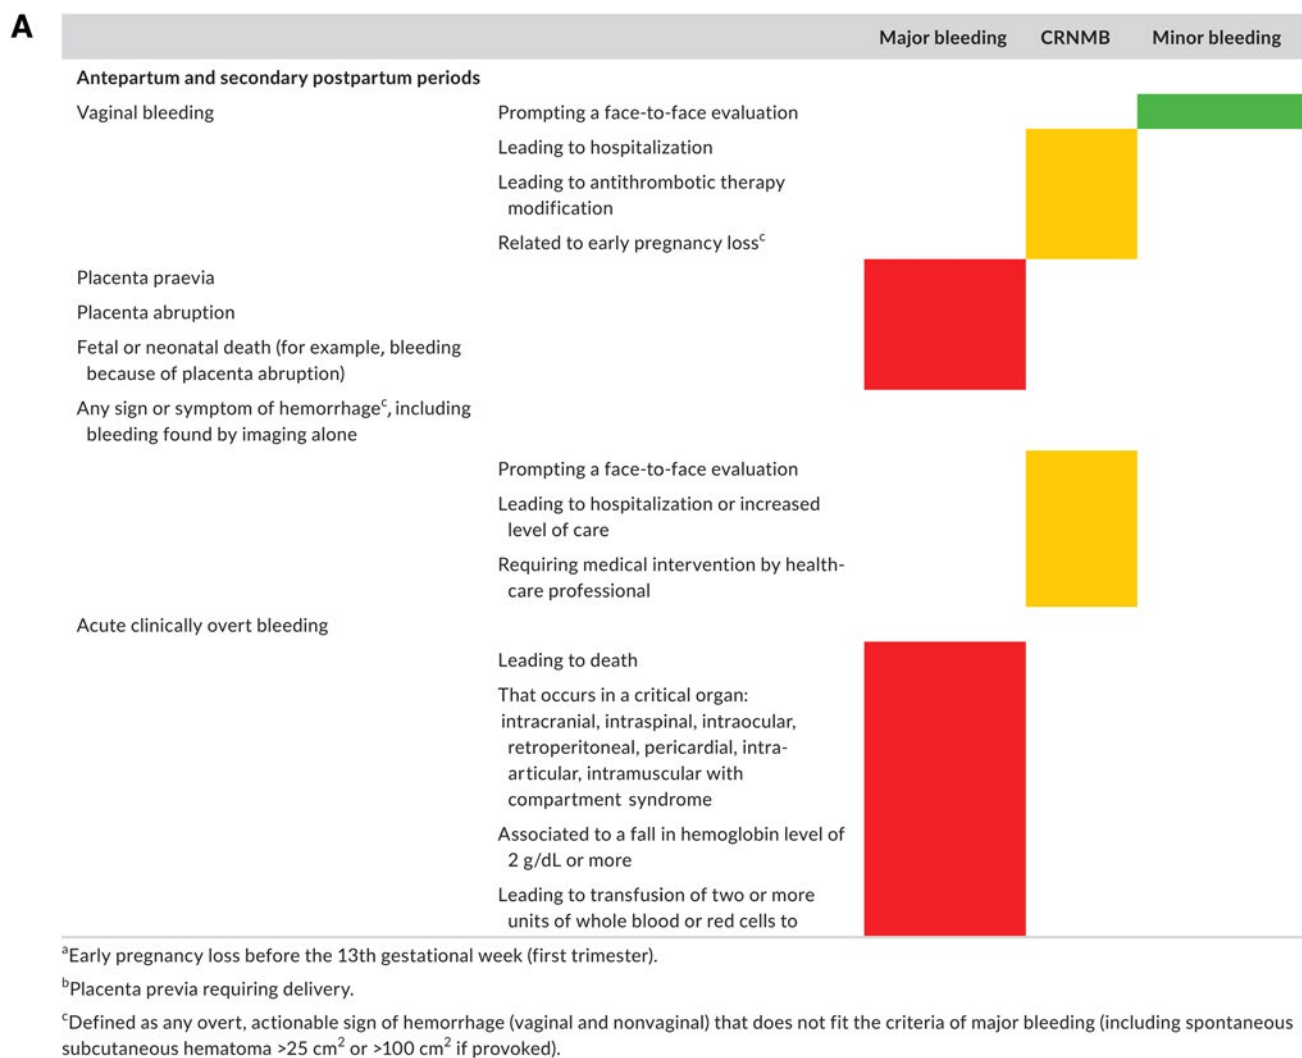 A
Major bleeding CRNMB Minor bleeding
Antepartum and secondary postpartum periods
Vaginal bleeding Prompting a face-to-face evaluation
Leading to hospitalization
Leading to antithrombotic therapy
modification
Related to early pregnancy lossᶜ
Placenta praevia
Placenta abruption
Fetal or neonatal death (for example, bleeding
because of placenta abruption)
Any sign or symptom of hemorrhageᶜ, including
bleeding found by imaging alone
Prompting a face-to-face evaluation
Leading to hospitalization or increased
level of care
Requiring medical intervention by health-
care professional
Acute clinically overt bleeding
Leading to death
That occurs in a critical organ:
intracranial, intraspinal, intraocular,
retroperitoneal, pericardial, intra-
articular, intramuscular with
compartment syndrome
Associated to a fall in hemoglobin level of
2 g/dL or more
Leading to transfusion of two or more
units of whole blood or red cells to
ᵃEarly pregnancy loss before the 13th gestational week (first trimester).
ᵇPlacenta previa requiring delivery.
ᶜDefined as any overt, actionable sign of hemorrhage (vaginal and nonvaginal) that does not fit the criteria of major bleeding (including spontaneous
subcutaneous hematoma >25 cm² or >100 cm² if provoked).